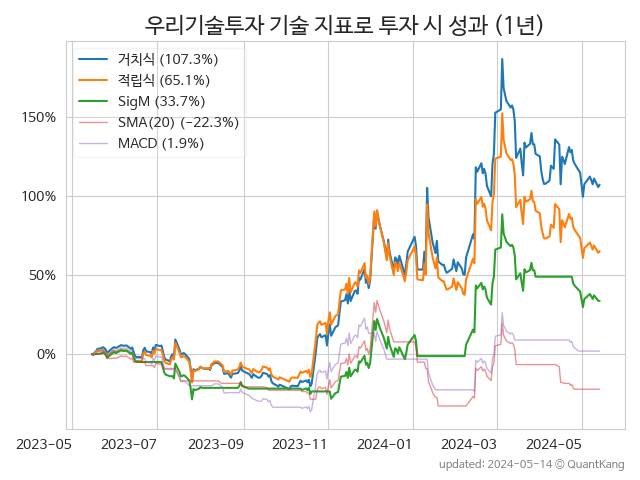 우리기술투자 기술 지표로 투자 시 성과 (1년)
거치식 (107.3%)
적립식 (65.1%)
SigM (33.7%)
SMA(20) (−22.3%)
MACD (1.9%)
150%
100%
50%
0%
2023-05 2023-07 2023-09 2023-11 2024-01 2024-03 2024-05
updated: 2024-05-14 © QuantKang